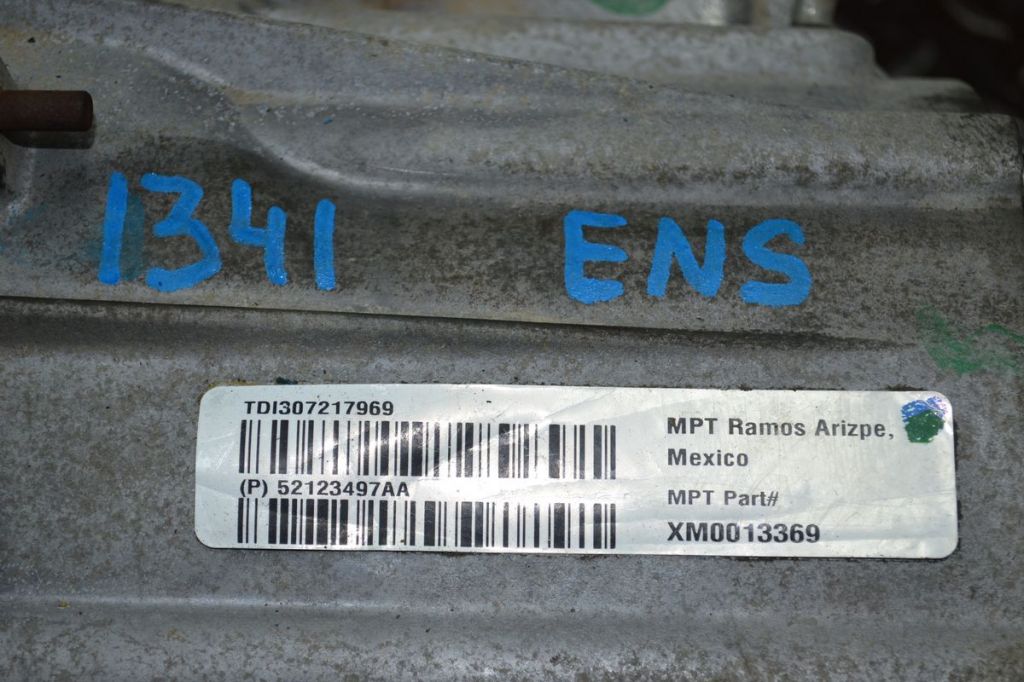 1341 ENS
TDI307217969
(P) 52123497AA
MPT Ramos Arizpe,
Mexico
MPT Part#
XM0013369